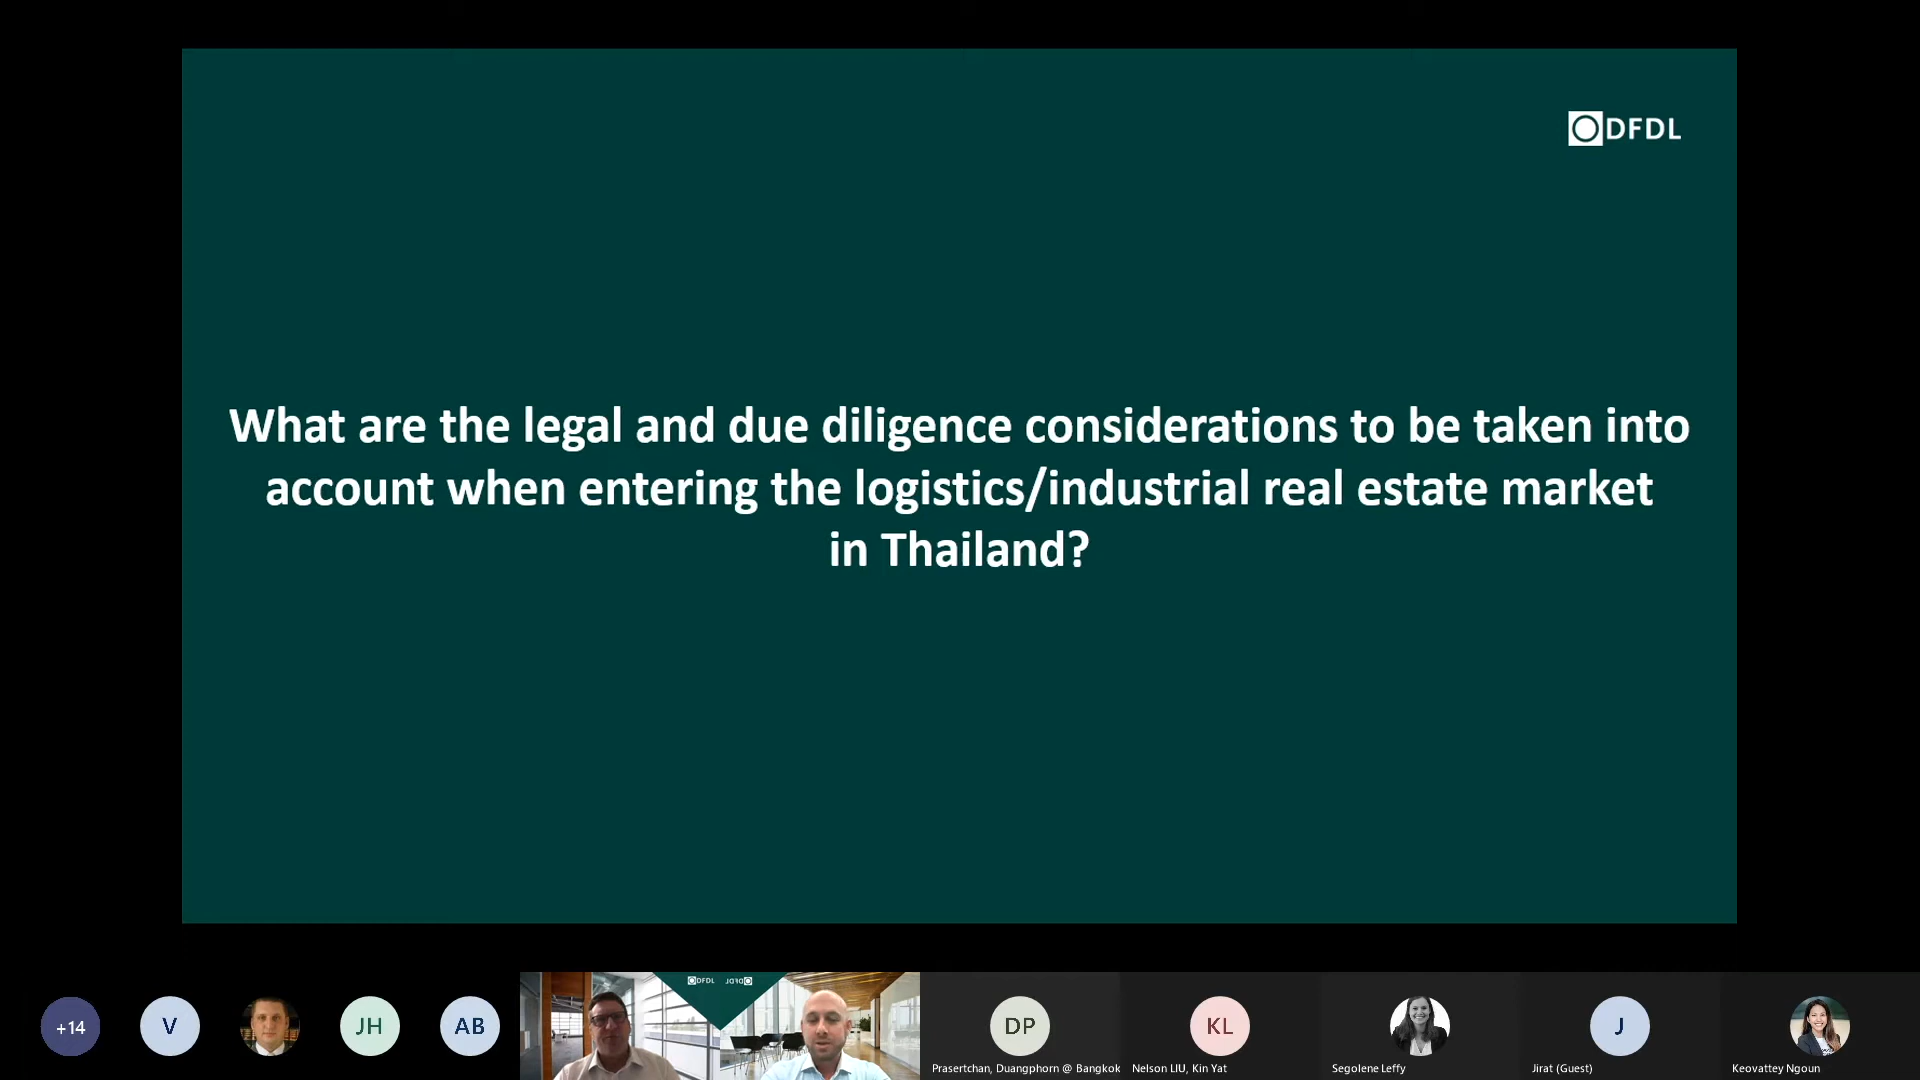 DFDL
What are the legal and due diligence considerations to be taken into
account when entering the logistics/industrial real estate market
in Thailand?
+14
V
JH
AB
DFDL
DFDL
DP
KL
J
Prasertchan, Duangphorn @ Bangkok
Nelson LIU, Kin Yat
Segolene Leffy
Jirat (Guest)
Keovattey Ngoun